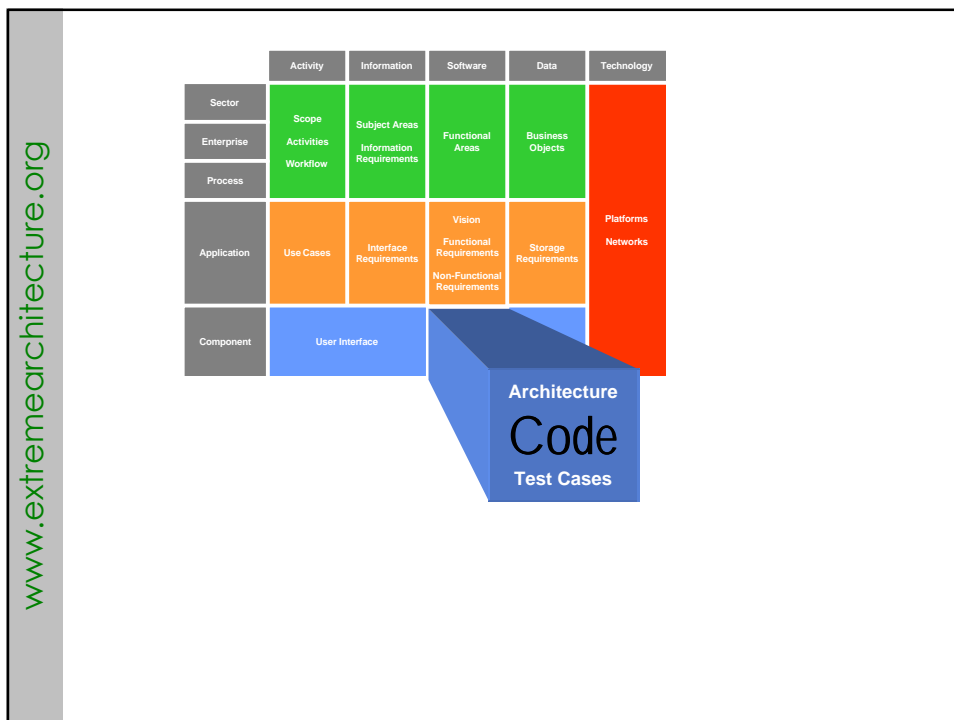 www.extremearchitecture.org
Activity
Information
Software
Data
Technology
Sector
Enterprise
Process
Scope
Activities
Workflow
Subject Areas
Information
Requirements
Functional
Areas
Business
Objects
Platforms
Networks
Application
Use Cases
Interface
Requirements
Vision
Functional
Requirements
Non-Functional
Requirements
Storage
Requirements
Component
User Interface
Architecture
Code
Test Cases